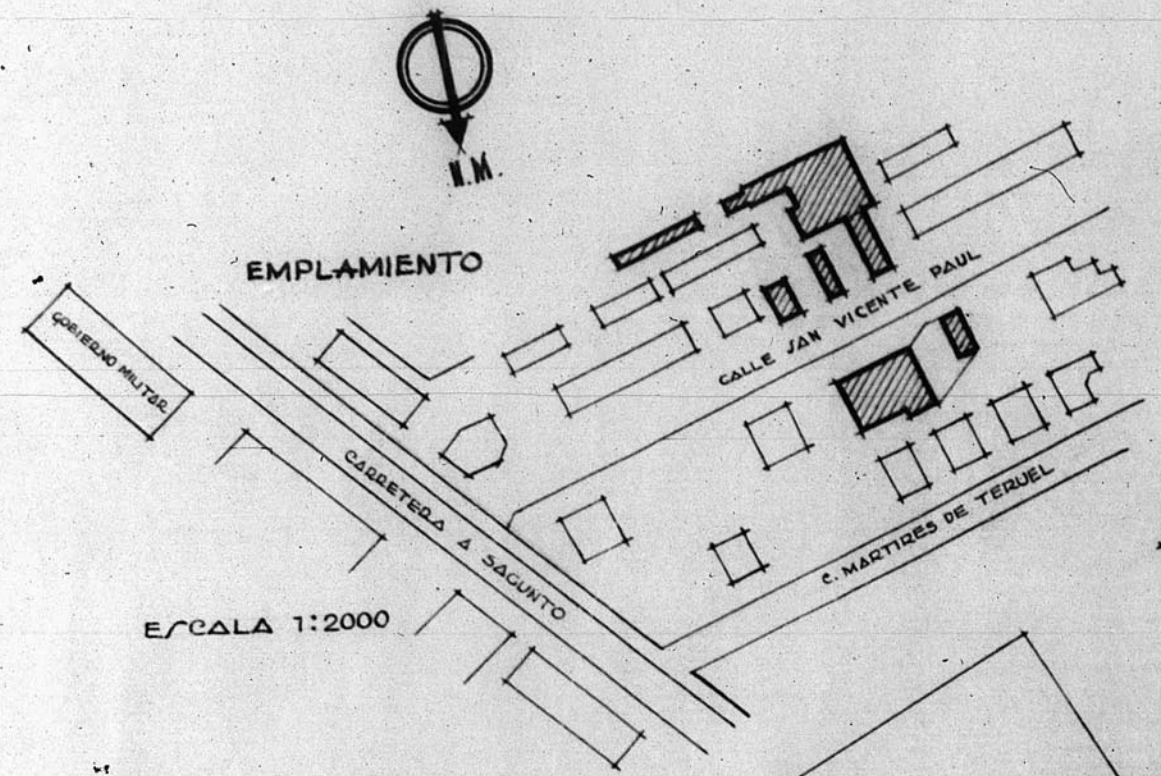 N.M.
EMPLAMIENTO
GOBIERNO MILITAR
CALLE SAN VICENTE PAUL
CARRETERA A SAGUNTO
C. MARTIRES DE TERUEL
ESCALA 1:2000